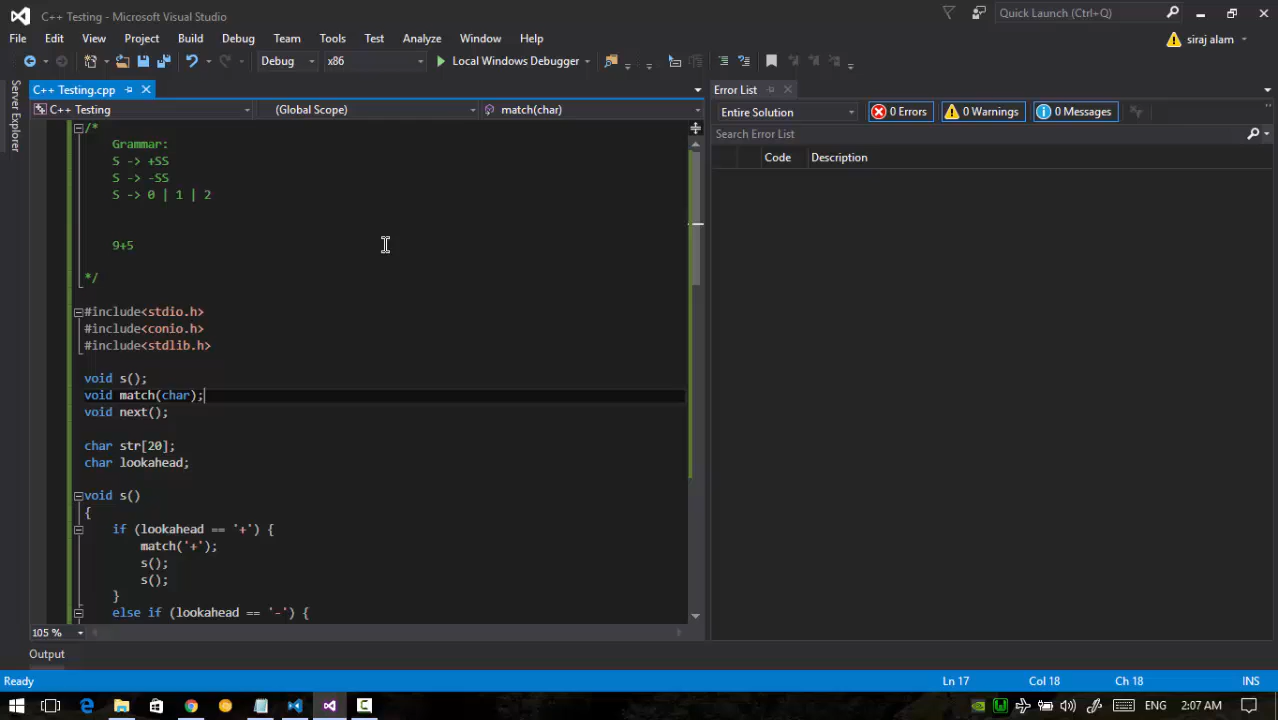 C++ Testing - Microsoft Visual Studio
Quick Launch (Ctrl+Q)
File Edit View Project Build Debug Team Tools Test Analyze Window Help
siraj alam
Debug x86 Local Windows Debugger
Server Explorer
C++ Testing.cpp
C++ Testing (Global Scope) match(char)
/*
Grammar:
S -> +SS
S -> -SS
S -> 0 | 1 | 2
9+5
*/
#include<stdio.h>
#include<conio.h>
#include<stdlib.h>
void s();
void match(char);
void next();
char str[20];
char lookahead;
void s()
{
if (lookahead == '+') {
match('+');
s();
s();
}
else if (lookahead == '-') {
105 %
Error List
Entire Solution 0 Errors 0 Warnings 0 Messages
Search Error List
Code Description
Output
Ready Ln 17 Col 18 Ch 18 INS
ENG 2:07 AM